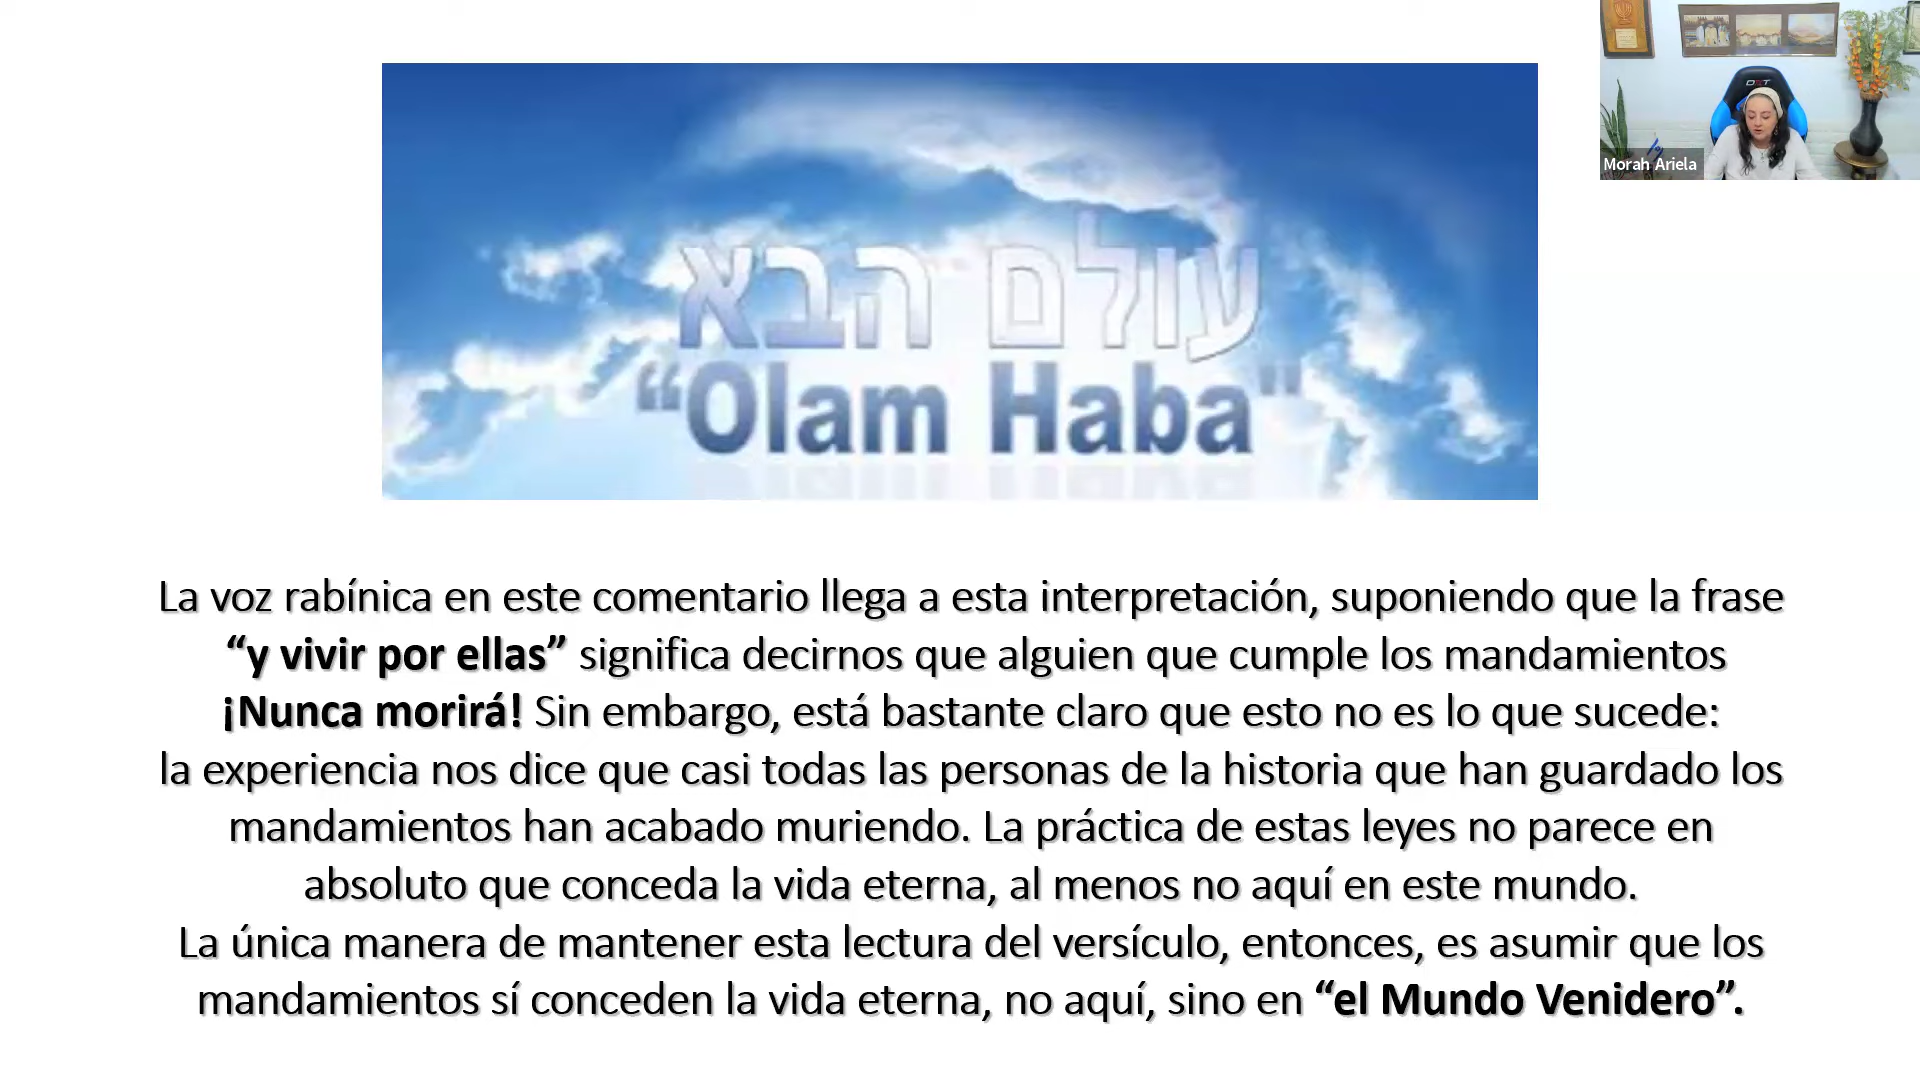 עולם הבא
“Olam Haba"
Morah Ariela
La voz rabínica en este comentario llega a esta interpretación, suponiendo que la frase
“y vivir por ellas” significa decirnos que alguien que cumple los mandamientos
¡Nunca morirá! Sin embargo, está bastante claro que esto no es lo que sucede:
la experiencia nos dice que casi todas las personas de la historia que han guardado los
mandamientos han acabado muriendo. La práctica de estas leyes no parece en
absoluto que conceda la vida eterna, al menos no aquí en este mundo.
La única manera de mantener esta lectura del versículo, entonces, es asumir que los
mandamientos sí conceden la vida eterna, no aquí, sino en “el Mundo Venidero”.